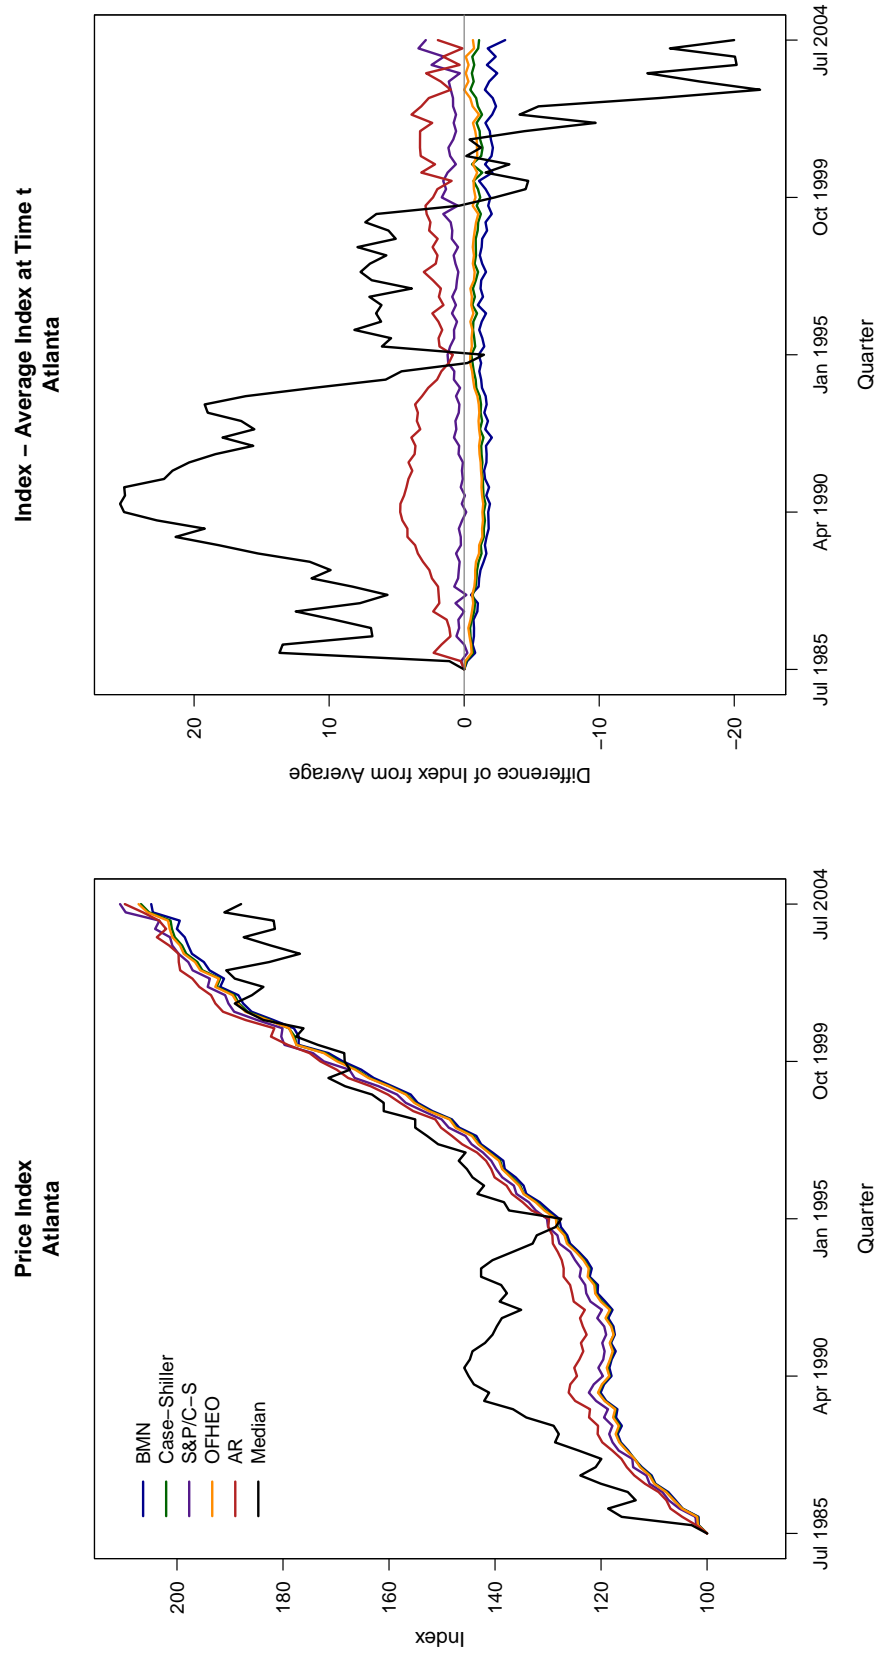 Price Index
Atlanta
Index
200
180
160
140
120
100
BMN
Case−Shiller
S&P/C−S
OFHEO
AR
Median
Jul 1985
Apr 1990
Jan 1995
Oct 1999
Jul 2004
Quarter
Index − Average Index at Time t
Atlanta
Difference of Index from Average
20
10
0
−10
−20
Jul 1985
Apr 1990
Jan 1995
Oct 1999
Jul 2004
Quarter